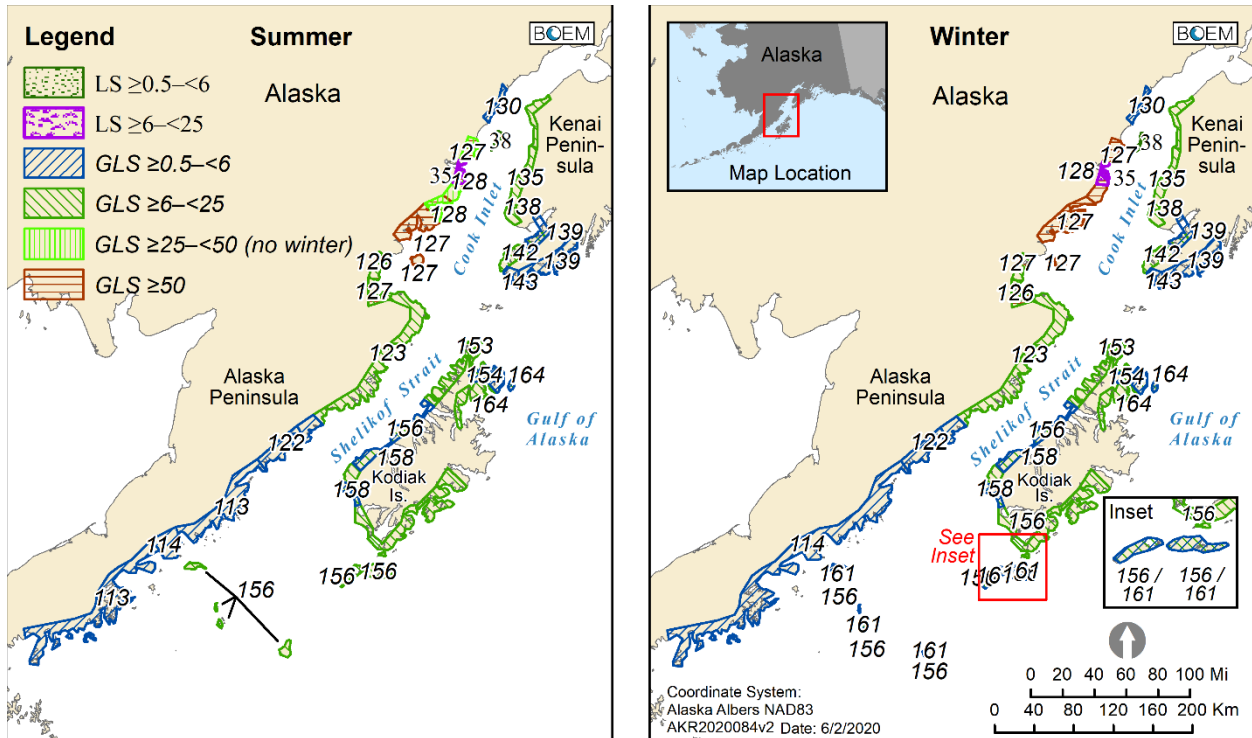 Legend
Summer
BOEM
LS ≥0.5–<6
LS ≥6–<25
GLS ≥0.5–<6
GLS ≥6–<25
GLS ≥25–<50 (no winter)
GLS ≥50
Alaska
130
Kenai
Penin-
sula
38
127
35
128
135
128
138
127
127
Cook Inlet
139
142
139
143
126
127
123
153
154
164
164
Alaska
Peninsula
Shelikof Strait
Gulf of
Alaska
122
156
158
158
Kodiak
Is.
113
114
156
156
156
113
Winter
BOEM
Alaska
Map Location
Alaska
130
Kenai
Penin-
sula
38
127
128
35
135
138
127
Cook Inlet
139
142
139
143
127
127
126
123
153
154
164
164
Alaska
Peninsula
Shelikof Strait
Gulf of
Alaska
122
156
158
158
Kodiak
Is.
156
114
See
Inset
161
161
156
161
156
161
156
Inset
156
156 /
161
156 /
161
0 20 40 60 80 100 Mi
0 40 80 120 160 200 Km
Coordinate System:
Alaska Albers NAD83
AKR2020084v2 Date: 6/2/2020